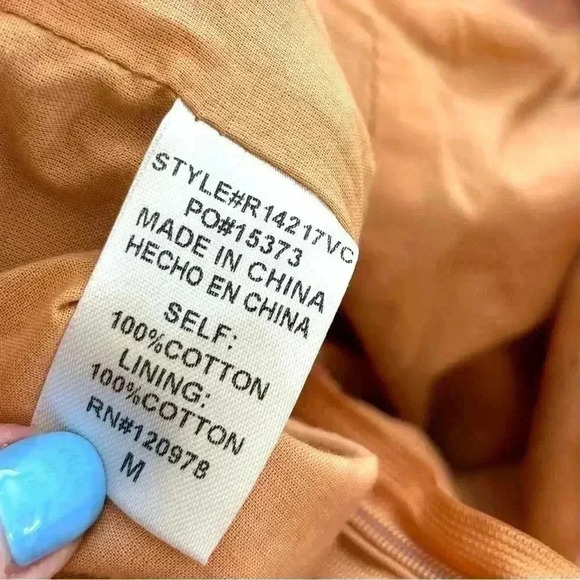 STYLE#R14217VC
PO#15373
MADE IN CHINA
HECHO EN CHINA
SELF:
100%COTTON
LINING:
100%COTTON
RN#120978
M